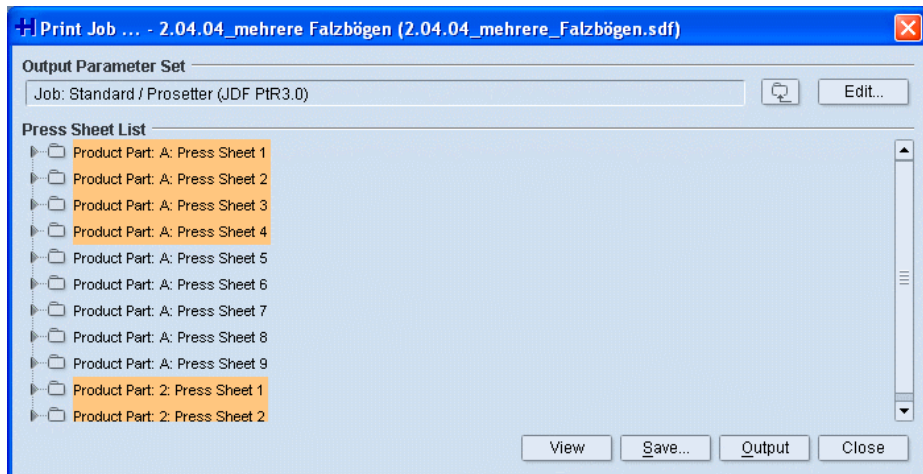 Print Job ... - 2.04.04_mehrere Falzbögen (2.04.04_mehrere_Falzbögen.sdf)
Output Parameter Set
Job: Standard / Prosetter (JDF PtR3.0)
Edit...
Press Sheet List
Product Part: A: Press Sheet 1
Product Part: A: Press Sheet 2
Product Part: A: Press Sheet 3
Product Part: A: Press Sheet 4
Product Part: A: Press Sheet 5
Product Part: A: Press Sheet 6
Product Part: A: Press Sheet 7
Product Part: A: Press Sheet 8
Product Part: A: Press Sheet 9
Product Part: 2: Press Sheet 1
Product Part: 2: Press Sheet 2
View Save... Output Close